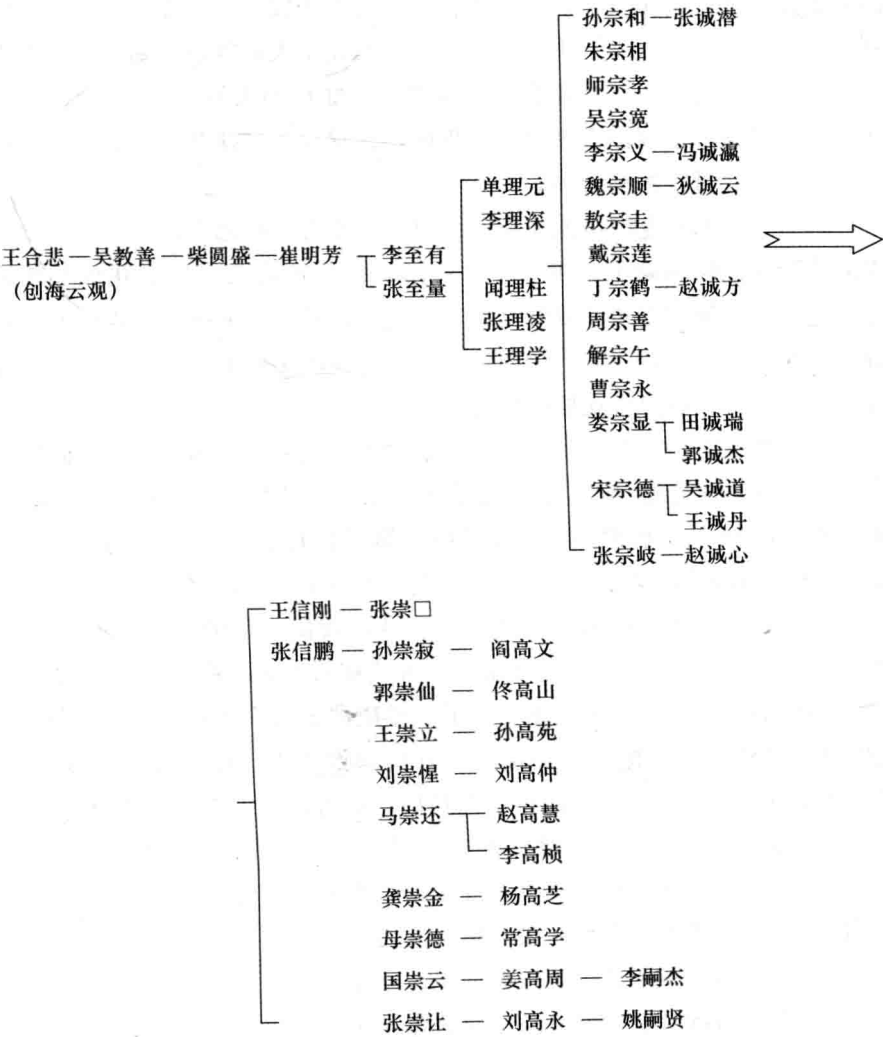 孙宗和—张诚潜
朱宗相
师宗孝
吴宗宽
李宗义—冯诚瀛
单理元 魏宗顺—狄诚云
李理深 敖宗圭
王合悲—吴教善—柴圆盛—崔明芳 李至有 戴宗莲
（创海云观） 张至量 闻理柱 丁宗鹤—赵诚方
张理凌 周宗善
王理学 解宗午
曹宗永
娄宗显 田诚瑞
郭诚杰
宋宗德 吴诚道
王诚丹
张宗岐—赵诚心
王信刚—张崇□
张信鹏—孙崇寂—阎高文
郭崇仙—佟高山
王崇立—孙高苑
刘崇惺—刘高仲
马崇还 赵高慧
李高桢
龚崇金—杨高芝
母崇德—常高学
国崇云—姜高周—李嗣杰
张崇让—刘高永—姚嗣贤